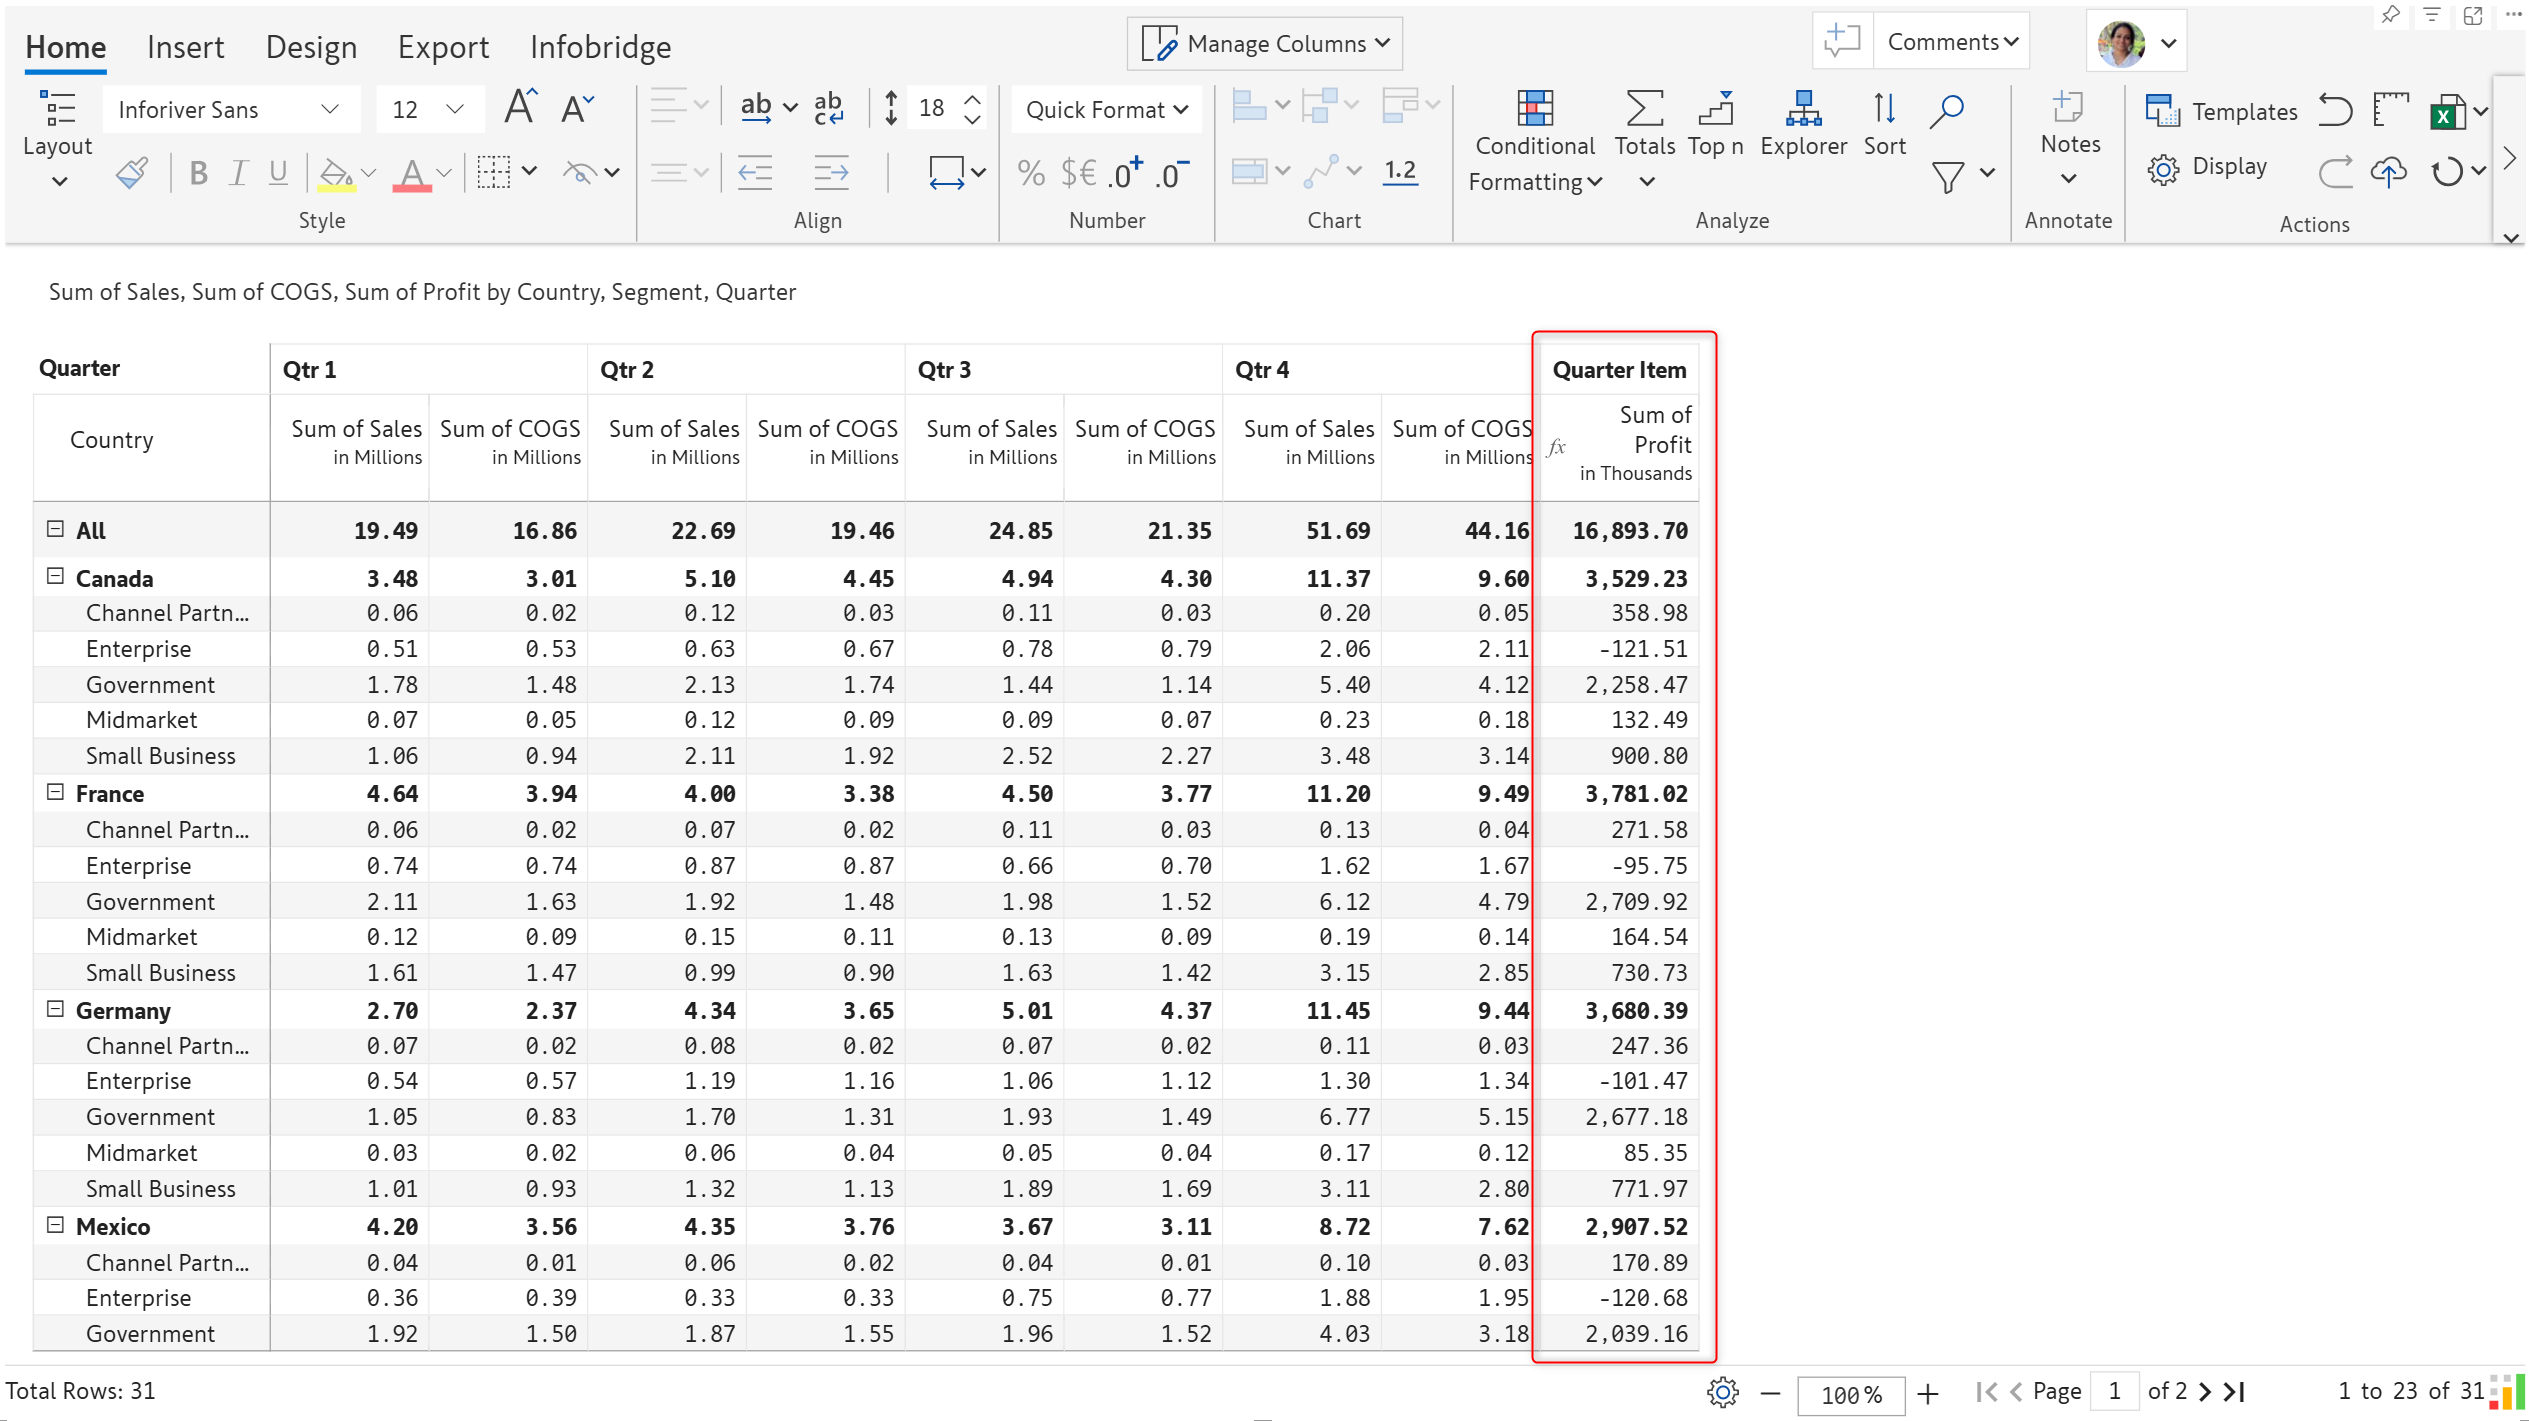 Home Insert Design Export Infobridge Manage Columns Comments
Inforiver Sans 12 A A ab ab 18 Quick Format Templates
c
Layout Conditional Totals Top n Explorer Sort Notes
B I U A % $€ .0+ .0- 1.2 Formatting Display
Style Align Number Chart Analyze Annotate Actions
Sum of Sales, Sum of COGS, Sum of Profit by Country, Segment, Quarter
Quarter Qtr 1 Qtr 2 Qtr 3 Qtr 4 Quarter Item
Country Sum of Sales Sum of COGS Sum of Sales Sum of COGS Sum of Sales Sum of COGS Sum of Sales Sum of COGS fx Sum of Profit
in Millions in Millions in Millions in Millions in Millions in Millions in Millions in Millions in Thousands
All 19.49 16.86 22.69 19.46 24.85 21.35 51.69 44.16 16,893.70
Canada 3.48 3.01 5.10 4.45 4.94 4.30 11.37 9.60 3,529.23
Channel Partn... 0.06 0.02 0.12 0.03 0.11 0.03 0.20 0.05 358.98
Enterprise 0.51 0.53 0.63 0.67 0.78 0.79 2.06 2.11 -121.51
Government 1.78 1.48 2.13 1.74 1.44 1.14 5.40 4.12 2,258.47
Midmarket 0.07 0.05 0.12 0.09 0.09 0.07 0.23 0.18 132.49
Small Business 1.06 0.94 2.11 1.92 2.52 2.27 3.48 3.14 900.80
France 4.64 3.94 4.00 3.38 4.50 3.77 11.20 9.49 3,781.02
Channel Partn... 0.06 0.02 0.07 0.02 0.11 0.03 0.13 0.04 271.58
Enterprise 0.74 0.74 0.87 0.87 0.66 0.70 1.62 1.67 -95.75
Government 2.11 1.63 1.92 1.48 1.98 1.52 6.12 4.79 2,709.92
Midmarket 0.12 0.09 0.15 0.11 0.13 0.09 0.19 0.14 164.54
Small Business 1.61 1.47 0.99 0.90 1.63 1.42 3.15 2.85 730.73
Germany 2.70 2.37 4.34 3.65 5.01 4.37 11.45 9.44 3,680.39
Channel Partn... 0.07 0.02 0.08 0.02 0.07 0.02 0.11 0.03 247.36
Enterprise 0.54 0.57 1.19 1.16 1.06 1.12 1.30 1.34 -101.47
Government 1.05 0.83 1.70 1.31 1.93 1.49 6.77 5.15 2,677.18
Midmarket 0.03 0.02 0.06 0.04 0.05 0.04 0.17 0.12 85.35
Small Business 1.01 0.93 1.32 1.13 1.89 1.69 3.11 2.80 771.97
Mexico 4.20 3.56 4.35 3.76 3.67 3.11 8.72 7.62 2,907.52
Channel Partn... 0.04 0.01 0.06 0.02 0.04 0.01 0.10 0.03 170.89
Enterprise 0.36 0.39 0.33 0.33 0.75 0.77 1.88 1.95 -120.68
Government 1.92 1.50 1.87 1.55 1.96 1.52 4.03 3.18 2,039.16
Total Rows: 31 100 % Page 1 of 2 1 to 23 of 31